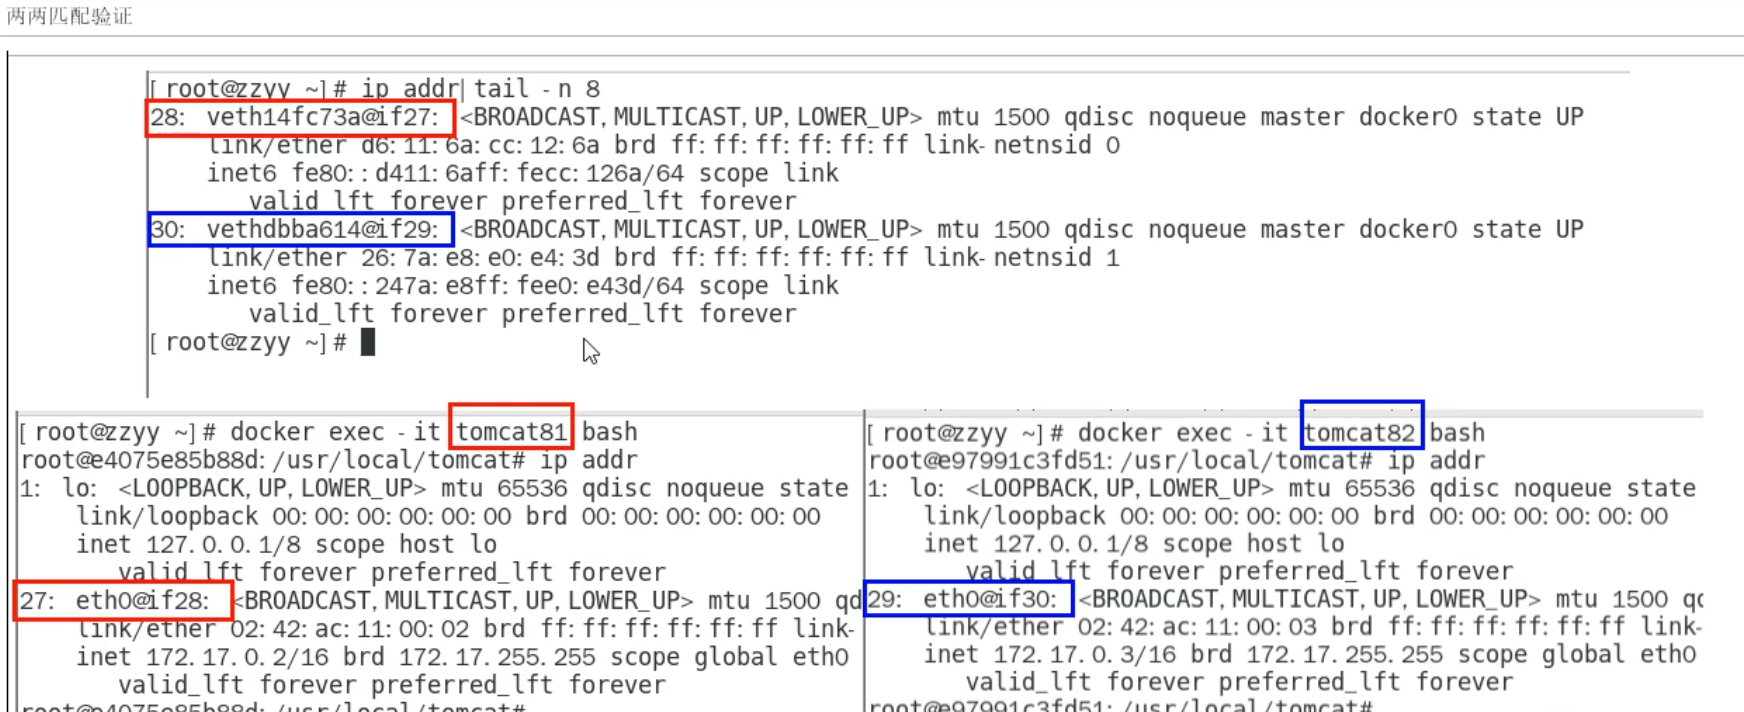 两两匹配验证
[root@zzyy ~]# ip addr| tail -n 8
28: veth14fc73a@if27: <BROADCAST,MULTICAST,UP,LOWER_UP> mtu 1500 qdisc noqueue master docker0 state UP
link/ether d6:11:6a:cc:12:6a brd ff:ff:ff:ff:ff:ff link-netnsid 0
inet6 fe80::d411:6aff:fecc:126a/64 scope link
valid_lft forever preferred_lft forever
30: vethdbba614@if29: <BROADCAST,MULTICAST,UP,LOWER_UP> mtu 1500 qdisc noqueue master docker0 state UP
link/ether 26:7a:e8:e0:e4:3d brd ff:ff:ff:ff:ff:ff link-netnsid 1
inet6 fe80::247a:e8ff:fee0:e43d/64 scope link
valid_lft forever preferred_lft forever
[root@zzyy ~]#
[root@zzyy ~]# docker exec -it tomcat81 bash
root@e4075e85b88d:/usr/local/tomcat# ip addr
1: lo: <LOOPBACK,UP,LOWER_UP> mtu 65536 qdisc noqueue state
link/loopback 00:00:00:00:00:00 brd 00:00:00:00:00:00
inet 127.0.0.1/8 scope host lo
valid_lft forever preferred_lft forever
27: eth0@if28: <BROADCAST,MULTICAST,UP,LOWER_UP> mtu 1500 qd
link/ether 02:42:ac:11:00:02 brd ff:ff:ff:ff:ff:ff link-
inet 172.17.0.2/16 brd 172.17.255.255 scope global eth0
valid_lft forever preferred_lft forever
root@e4075e85b88d:/usr/local/tomcat#
[root@zzyy ~]# docker exec -it tomcat82 bash
root@e97991c3fd51:/usr/local/tomcat# ip addr
1: lo: <LOOPBACK,UP,LOWER_UP> mtu 65536 qdisc noqueue state
link/loopback 00:00:00:00:00:00 brd 00:00:00:00:00:00
inet 127.0.0.1/8 scope host lo
valid_lft forever preferred_lft forever
29: eth0@if30: <BROADCAST,MULTICAST,UP,LOWER_UP> mtu 1500 qd
link/ether 02:42:ac:11:00:03 brd ff:ff:ff:ff:ff:ff link-
inet 172.17.0.3/16 brd 172.17.255.255 scope global eth0
valid_lft forever preferred_lft forever
root@e97991c3fd51:/usr/local/tomcat#